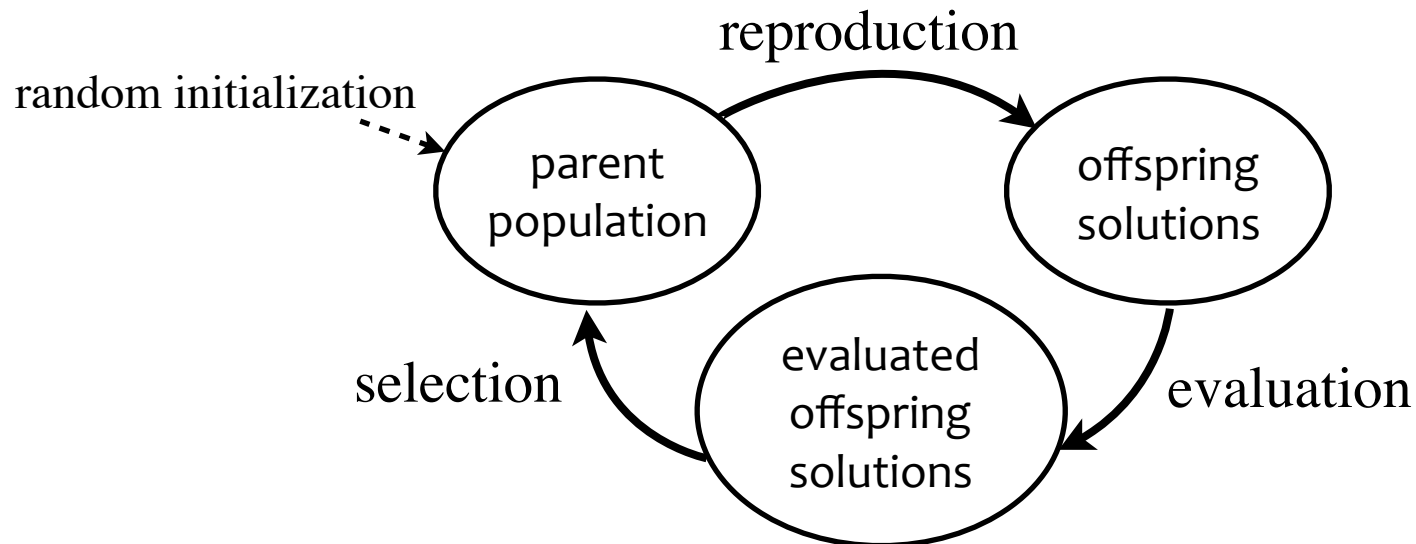 reproduction
random initialization
parent
population
offspring
solutions
selection
evaluated
offspring
solutions
evaluation